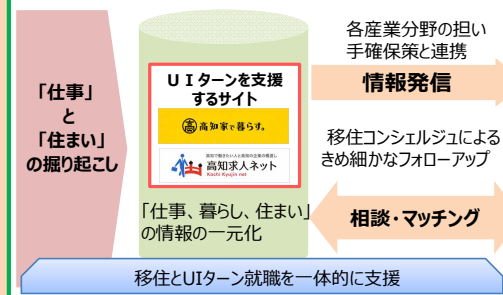 「仕事」
と
「住まい」
の掘り起こし
ＵＩターンを支援
するサイト
高知家で暮らす。
高知で働きたい人と高知の企業の橋渡し
高知求人ネット
Kochi Kyujin net
「仕事、暮らし、住まい」
の情報の一元化
各産業分野の担い
手確保策と連携
情報発信
移住コンシェルジュによる
きめ細かなフォローアップ
相談・マッチング
移住とUIターン就職を一体的に支援